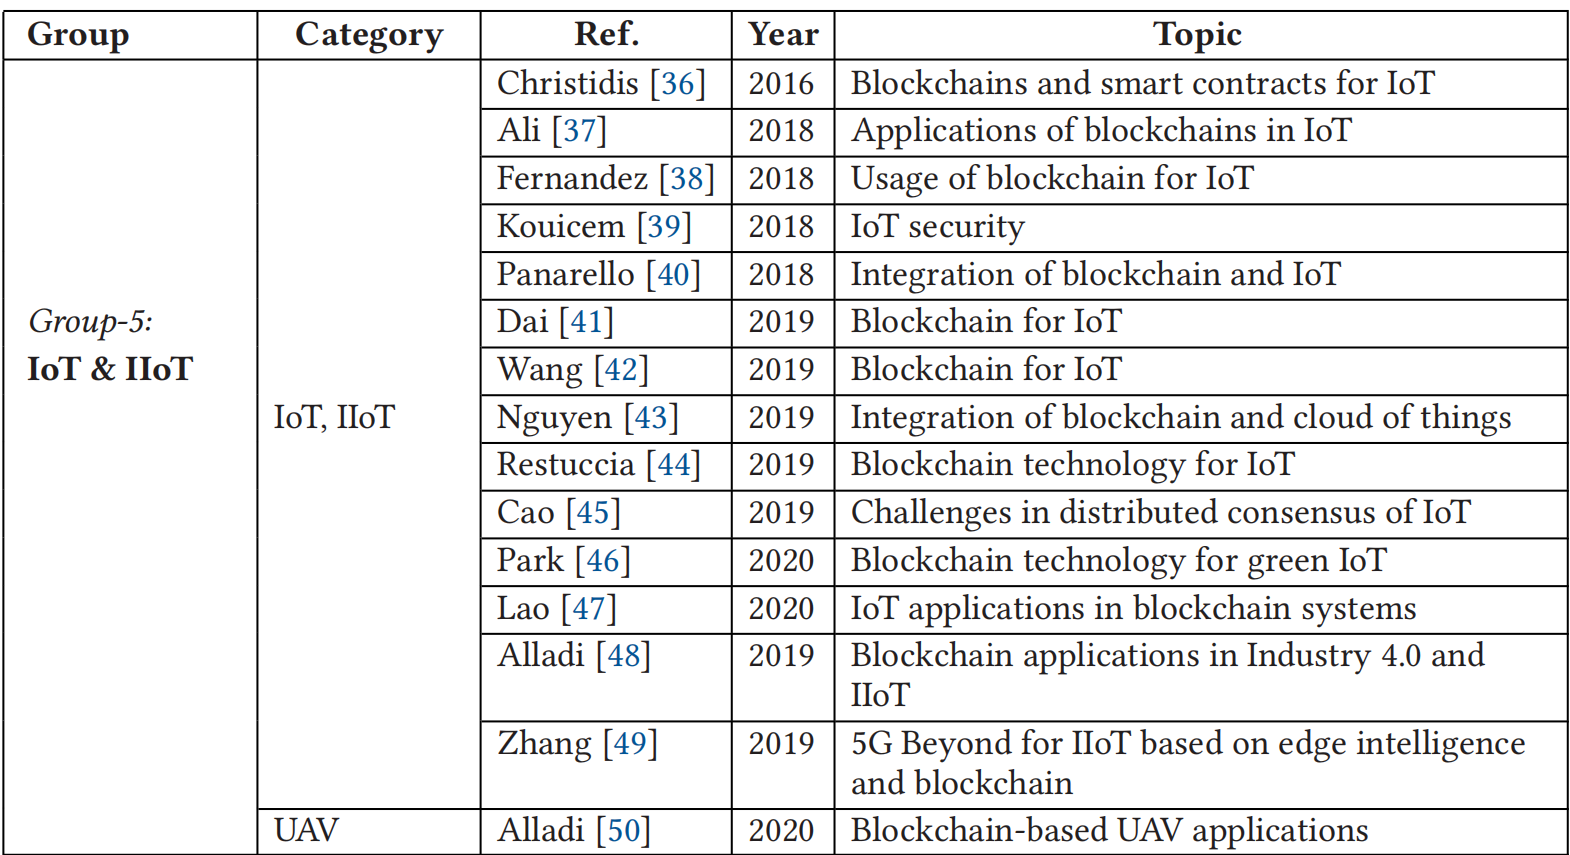 Group Category Ref. Year Topic
Christidis [36] 2016 Blockchains and smart contracts for IoT
Ali [37] 2018 Applications of blockchains in IoT
Fernandez [38] 2018 Usage of blockchain for IoT
Kouicem [39] 2018 IoT security
Panarello [40] 2018 Integration of blockchain and IoT
Group-5: Dai [41] 2019 Blockchain for IoT
IoT & IIoT Wang [42] 2019 Blockchain for IoT
IoT, IIoT Nguyen [43] 2019 Integration of blockchain and cloud of things
Restuccia [44] 2019 Blockchain technology for IoT
Cao [45] 2019 Challenges in distributed consensus of IoT
Park [46] 2020 Blockchain technology for green IoT
Lao [47] 2020 IoT applications in blockchain systems
Alladi [48] 2019 Blockchain applications in Industry 4.0 and
IIoT
Zhang [49] 2019 5G Beyond for IIoT based on edge intelligence
and blockchain
UAV Alladi [50] 2020 Blockchain-based UAV applications